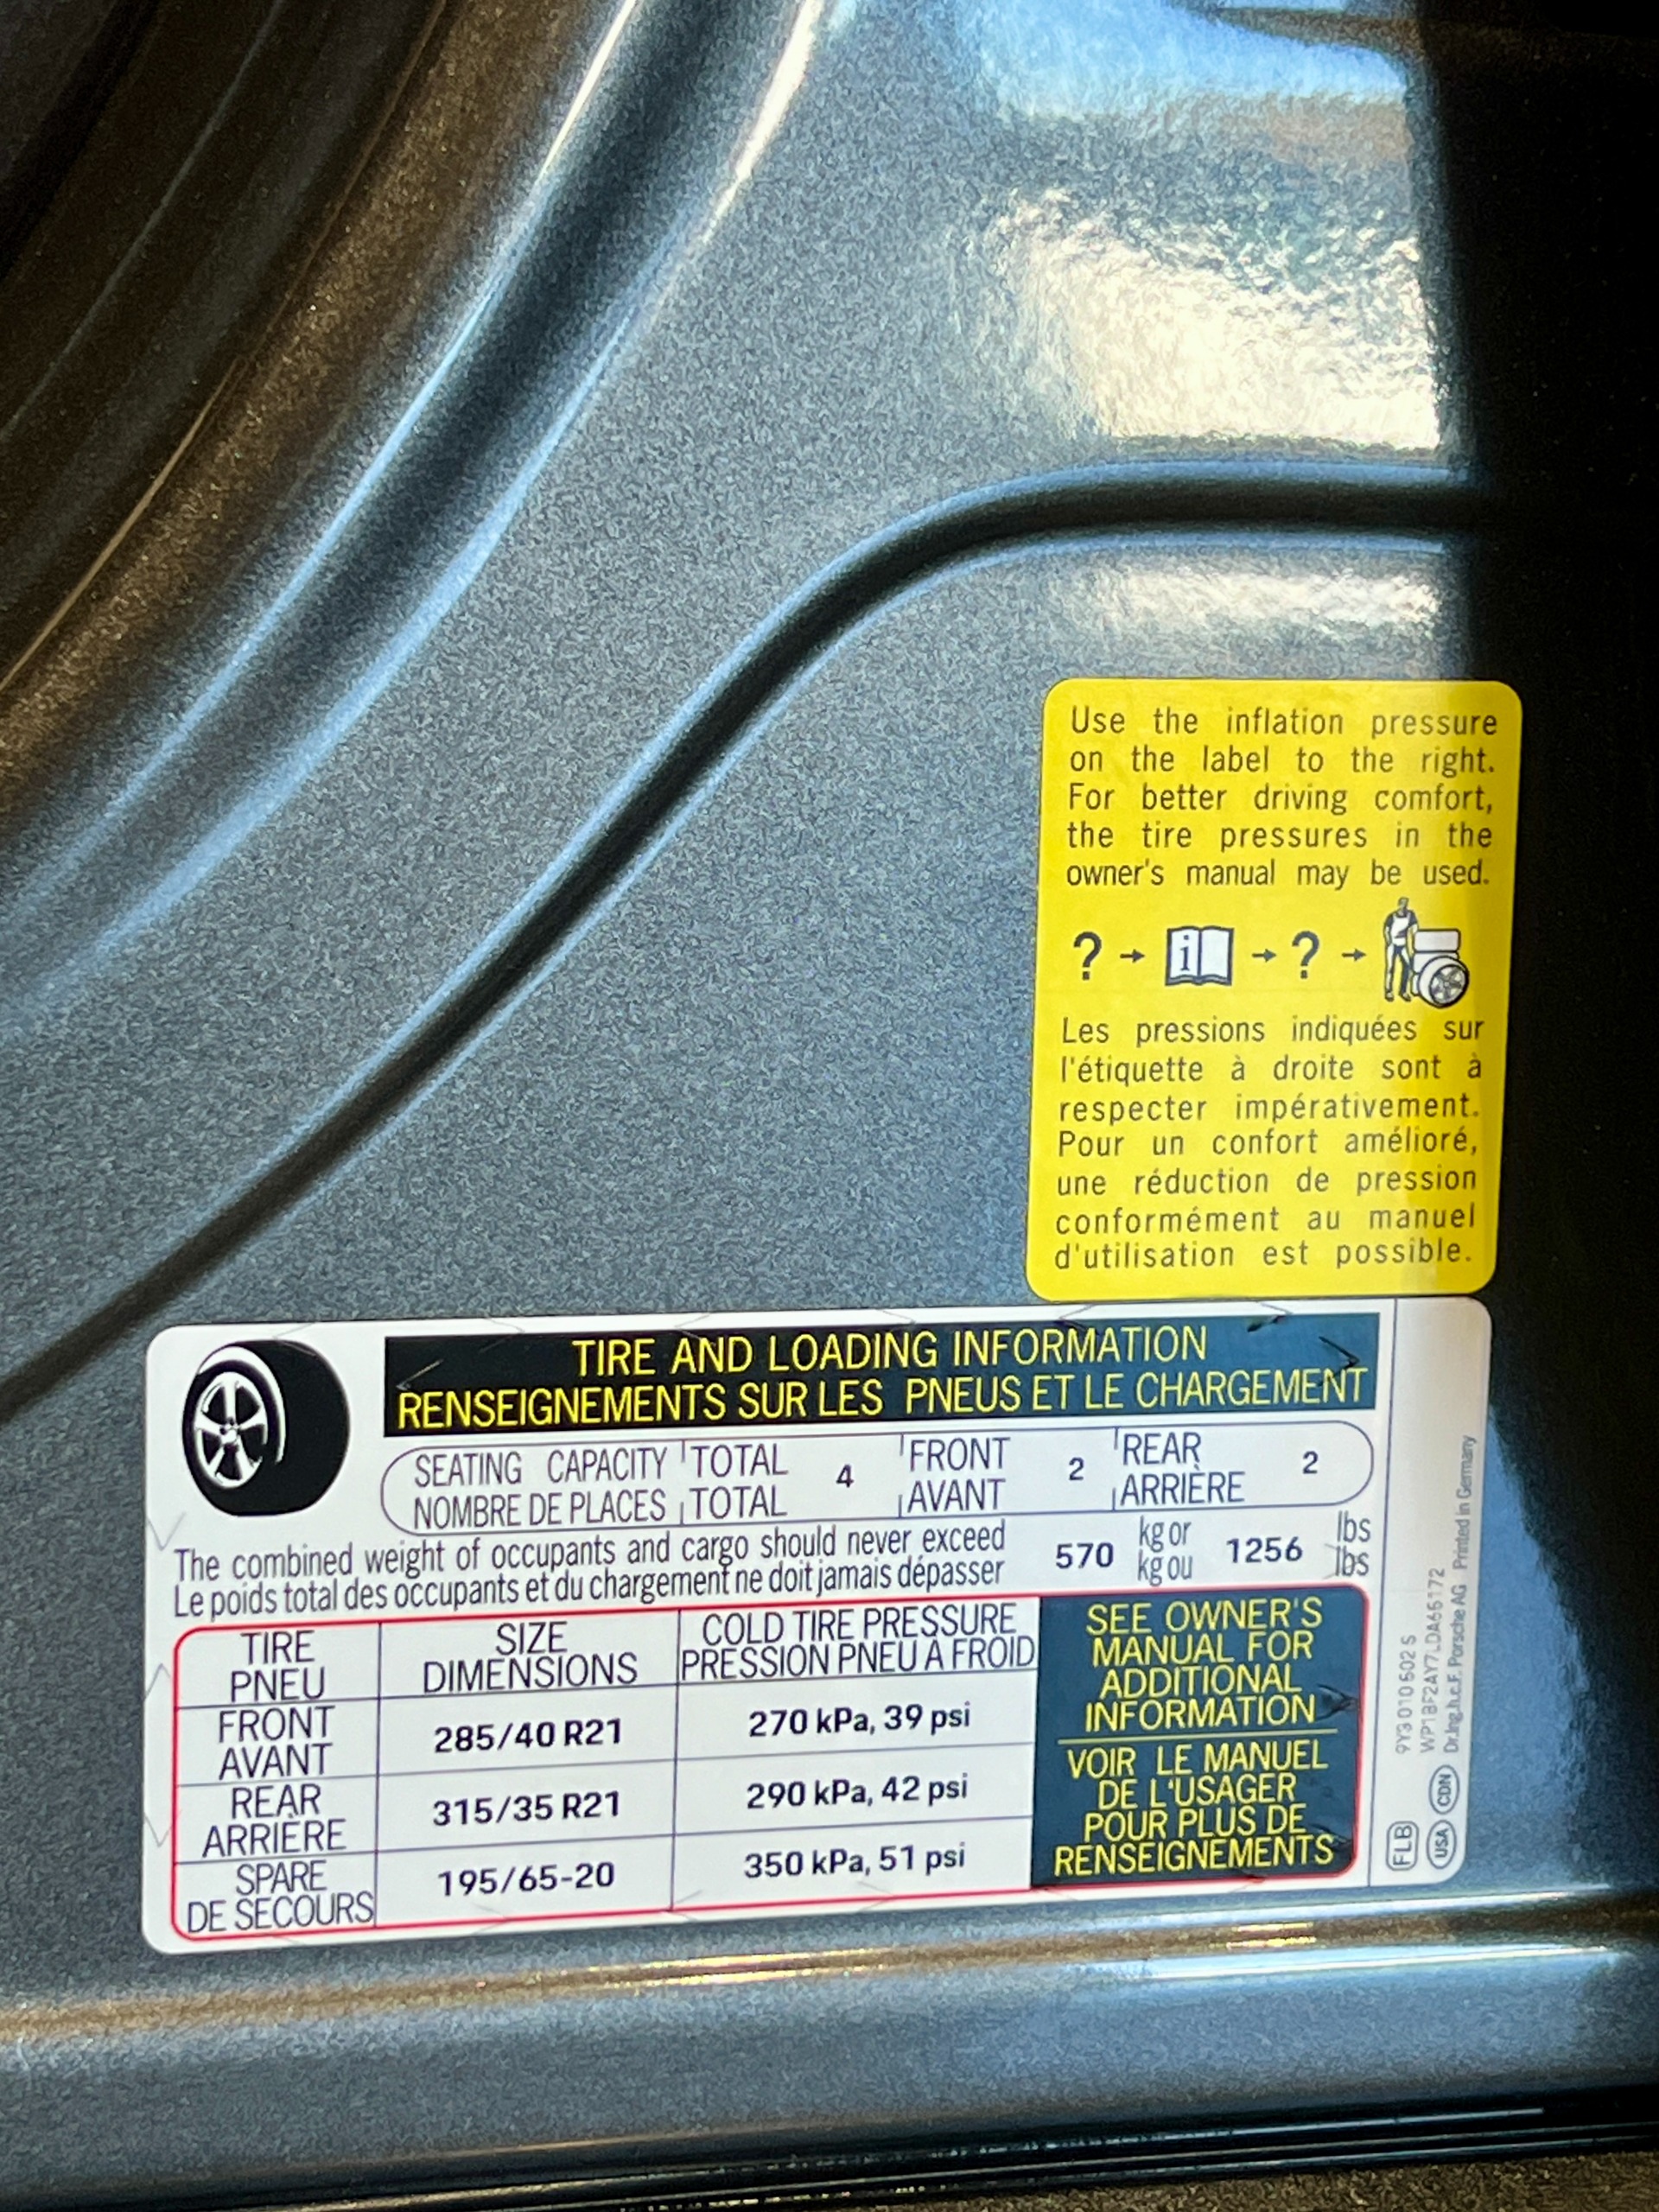 Use the inflation pressure
on the label to the right.
For better driving comfort,
the tire pressures in the
owner's manual may be used.
? → i → ? →
Les pressions indiquées sur
l'étiquette à droite sont à
respecter impérativement.
Pour un confort amélioré,
une réduction de pression
conformément au manuel
d'utilisation est possible.
TIRE AND LOADING INFORMATION
RENSEIGNEMENTS SUR LES PNEUS ET LE CHARGEMENT
SEATING CAPACITY TOTAL 4 FRONT 2 REAR 2
NOMBRE DE PLACES TOTAL AVANT ARRIÈRE
The combined weight of occupants and cargo should never exceed 570 kg or 1256 lbs
Le poids total des occupants et du chargement ne doit jamais dépasser kg ou lbs
TIRE SIZE COLD TIRE PRESSURE
PNEU DIMENSIONS PRESSION PNEU A FROID
FRONT 285/40 R21 270 kPa, 39 psi
AVANT
REAR 315/35 R21 290 kPa, 42 psi
ARRIÈRE
SPARE 195/65-20 350 kPa, 51 psi
DE SECOURS
SEE OWNER'S
MANUAL FOR
ADDITIONAL
INFORMATION
VOIR LE MANUEL
DE L'USAGER
POUR PLUS DE
RENSEIGNEMENTS
FLB 9Y3 010 502 S
USA CDN WP1BF2AY7LDA65172
Dr.Ing.h.c.F.Porsche AG Printed in Germany